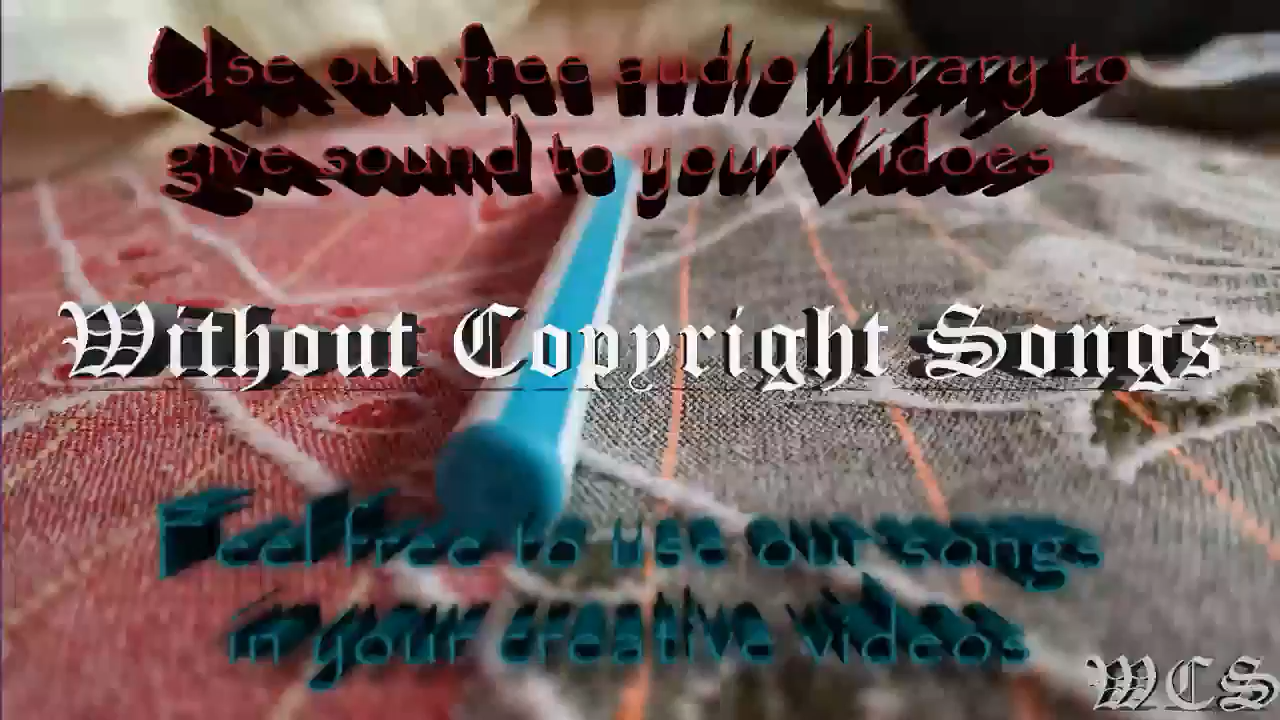 Use our free audio library to
give sound to your Vidoes
Without Copyright Songs
Feel free to use our songs
in your creative videos
WCS